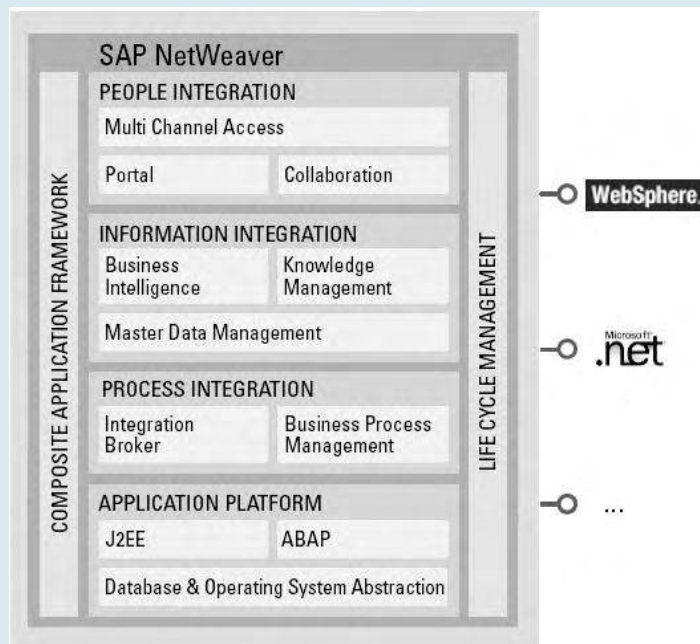 SAP NetWeaver
COMPOSITE APPLICATION FRAMEWORK
PEOPLE INTEGRATION
Multi Channel Access
Portal
Collaboration
INFORMATION INTEGRATION
Business
Intelligence
Knowledge
Management
Master Data Management
PROCESS INTEGRATION
Integration
Broker
Business Process
Management
APPLICATION PLATFORM
J2EE
ABAP
Database & Operating System Abstraction
LIFE CYCLE MANAGEMENT
WebSphere.
Microsoft
.net
...